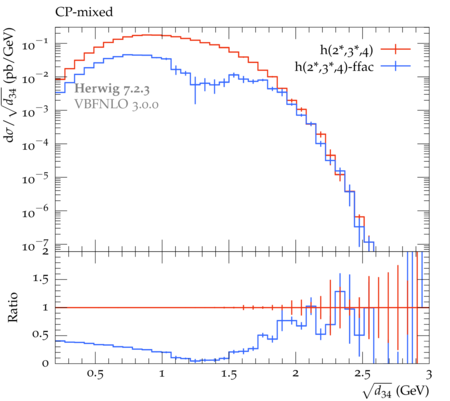 CP-mixed
dσ/√d₃₄ (pb/GeV)
10⁻¹
10⁻²
10⁻³
10⁻⁴
10⁻⁵
10⁻⁶
10⁻⁷
h(2*,3*,4)
h(2*,3*,4)-ffac
Herwig 7.2.3
VBFNLO 3.0.0
Ratio
2
1.5
1
0.5
0
0.5 1 1.5 2 2.5 3
√d₃₄ (GeV)